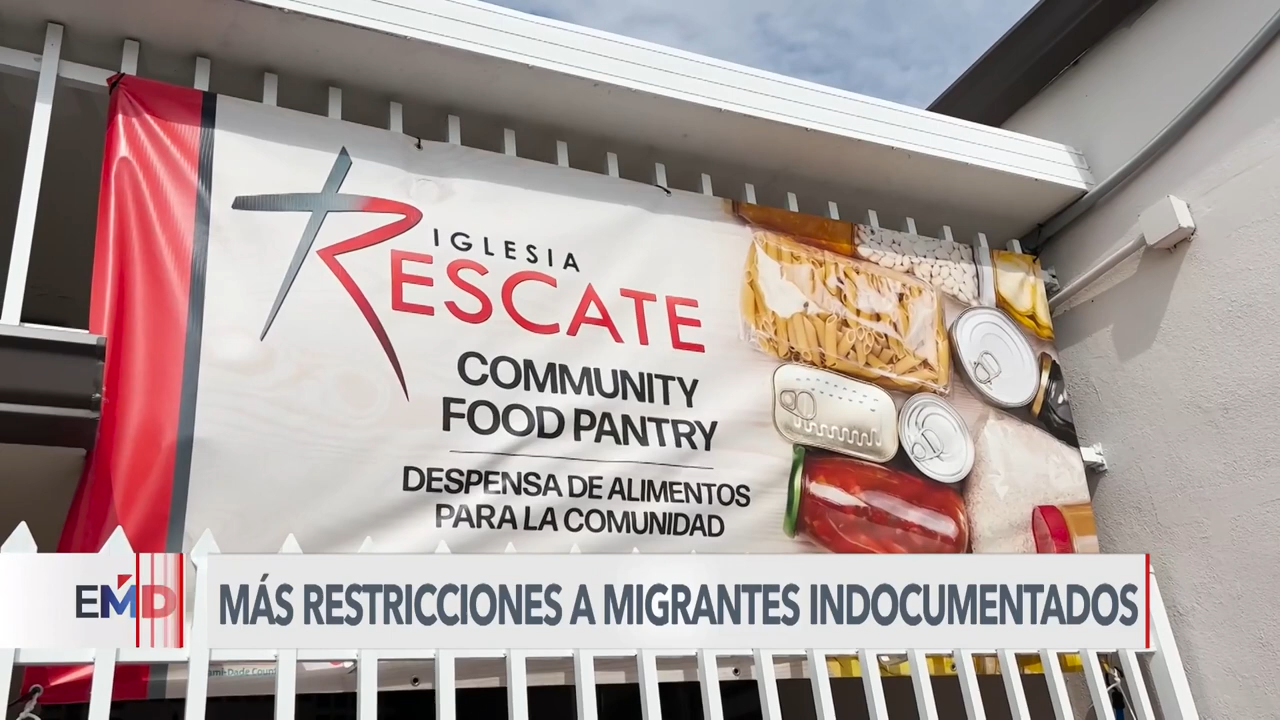 IGLESIA
RESCATE
COMMUNITY
FOOD PANTRY
DESPENSA DE ALIMENTOS
PARA LA COMUNIDAD
EMD MÁS RESTRICCIONES A MIGRANTES INDOCUMENTADOS